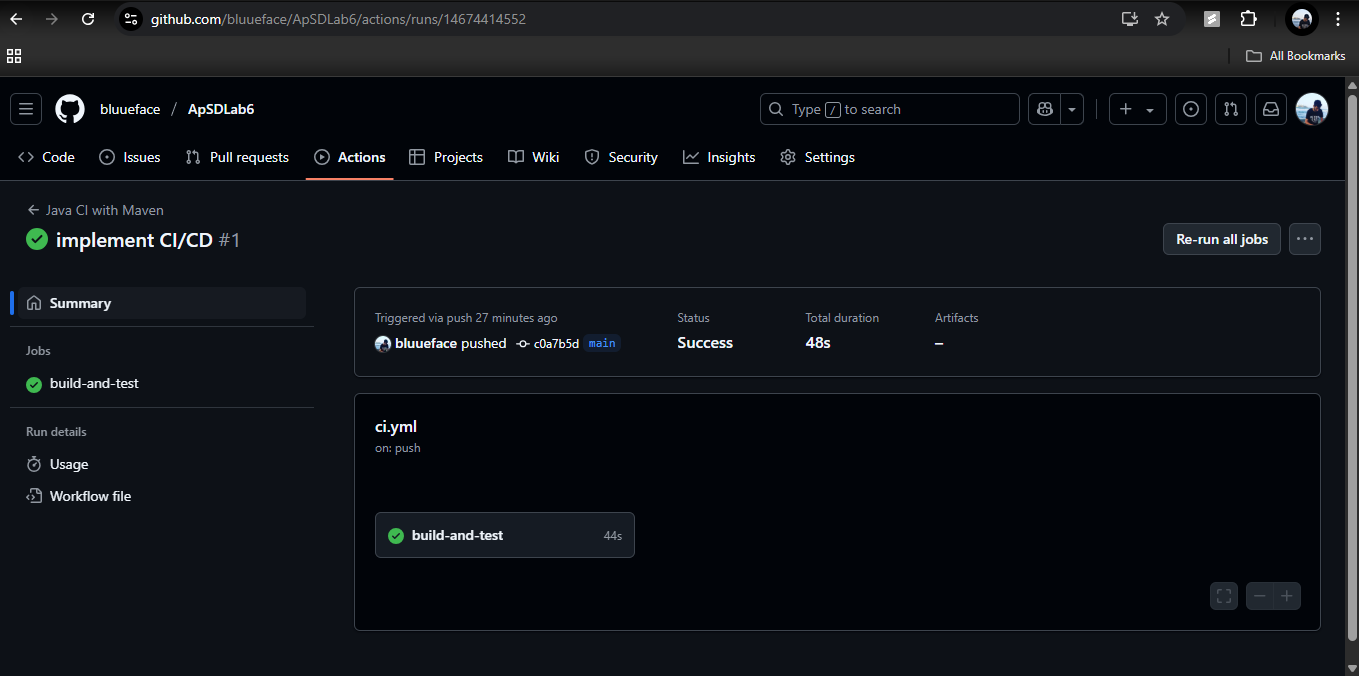 github.com/bluueface/ApSDLab6/actions/runs/14674414552
All Bookmarks
bluueface / ApSDLab6
Type / to search
Code Issues Pull requests Actions Projects Wiki Security Insights Settings
Java CI with Maven
implement CI/CD #1
Re-run all jobs
Summary
Jobs
build-and-test
Run details
Usage
Workflow file
Triggered via push 27 minutes ago
bluueface pushed c0a7b5d main
Status
Success
Total duration
48s
Artifacts
–
ci.yml
on: push
build-and-test 44s